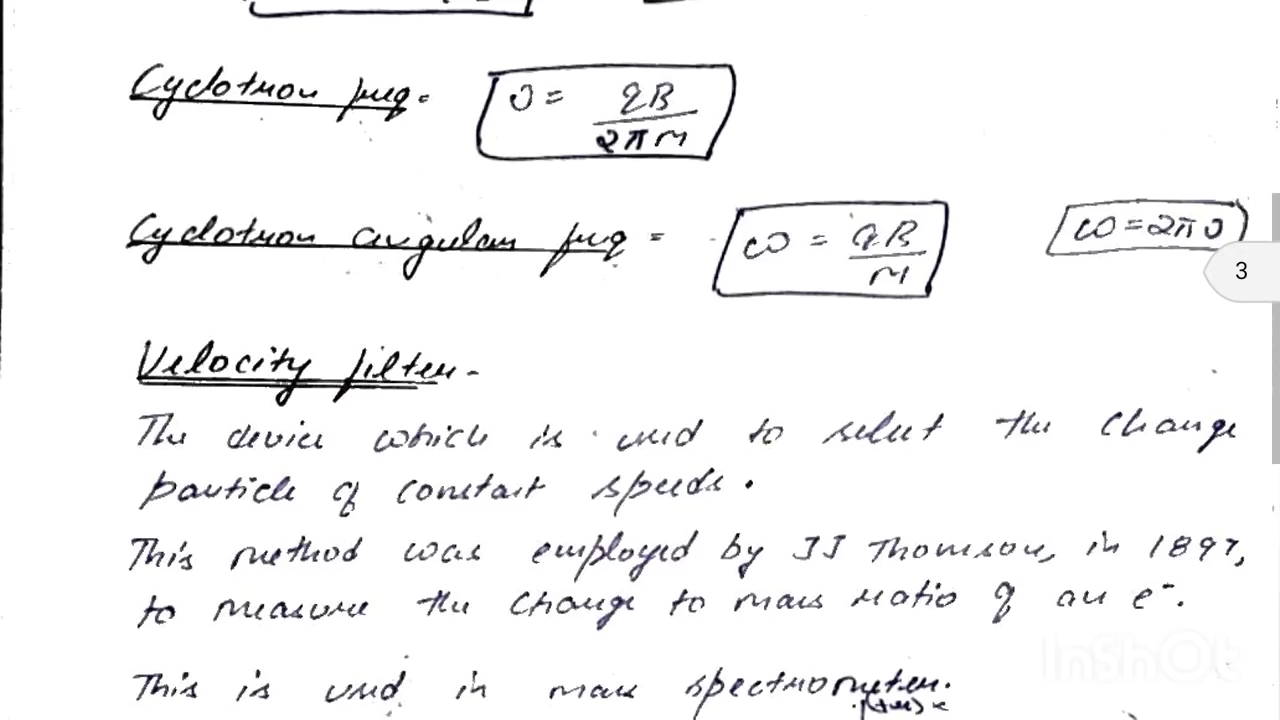 Cyclotron freq = υ = qB / 2πm
Cyclotron angular freq = ω = qB / m ω = 2πυ
3
Velocity filter -
The device which is used to select the charge
particle of constant speeds.
This method was employed by JJ Thomson, in 1897,
to measure the charge to mass ratio of an e⁻.
This is used in mass spectrometer.
InShOt